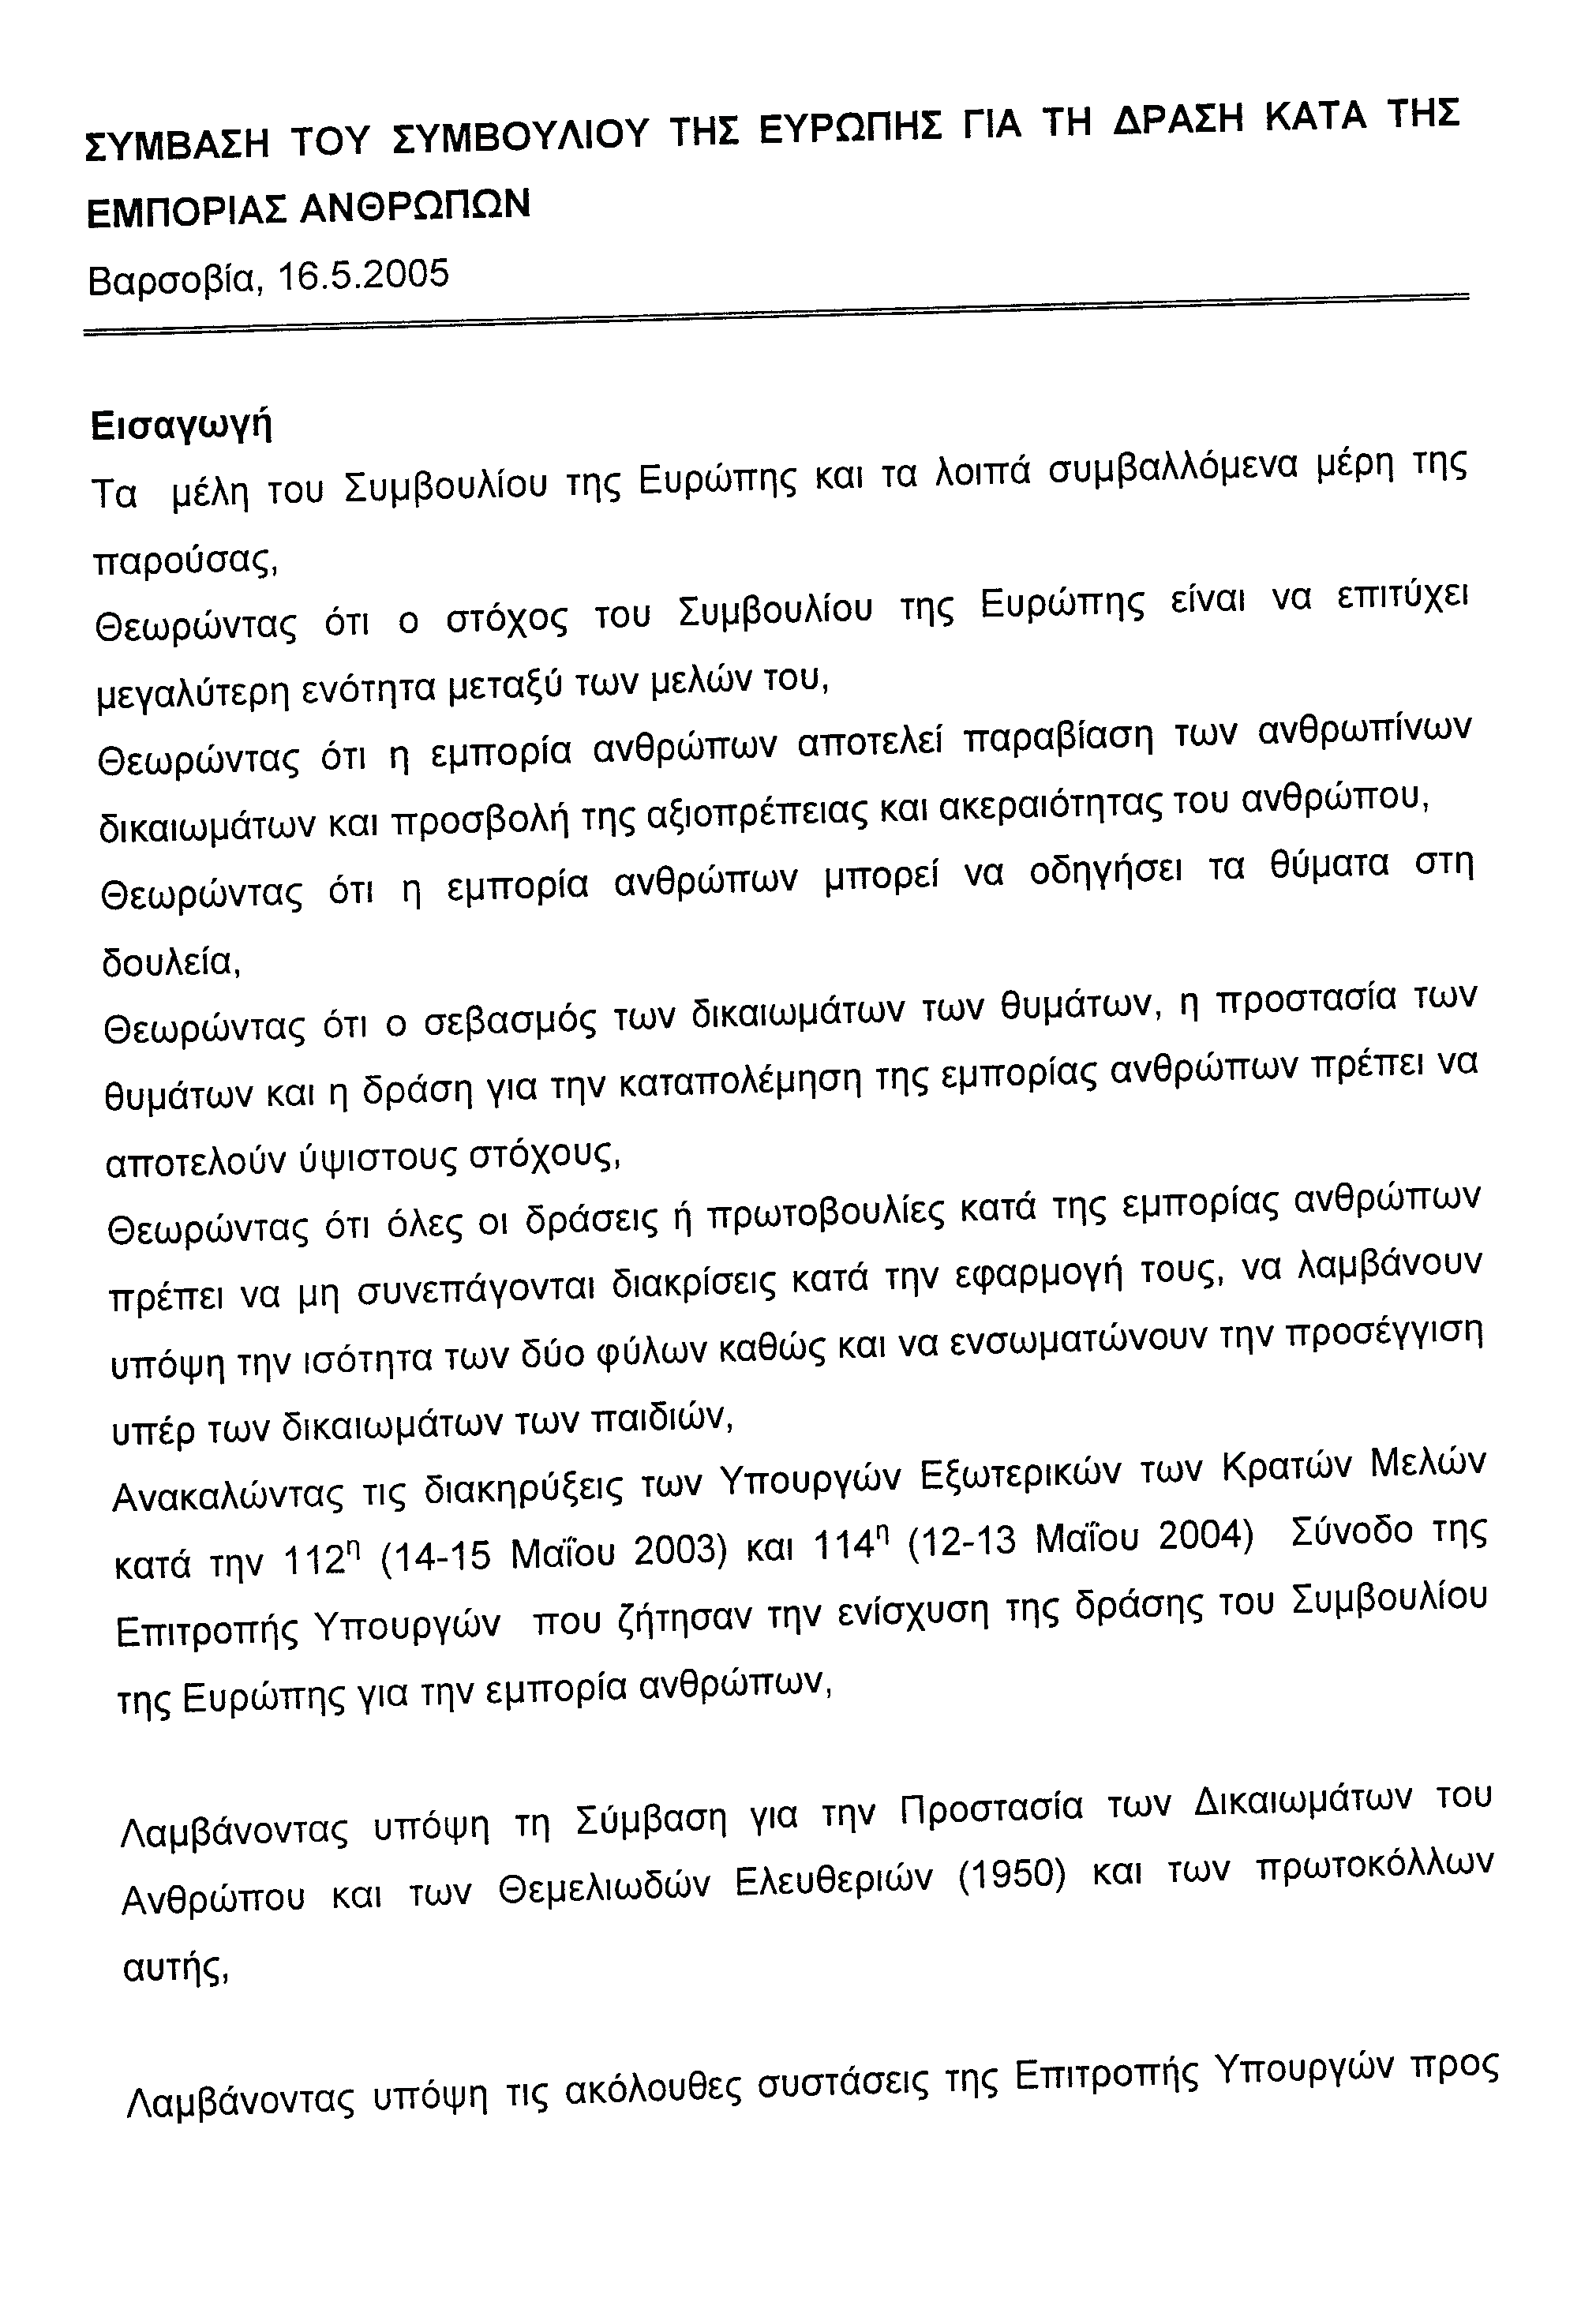 ΣΥΜΒΑΣΗ ΤΟΥ ΣΥΜΒΟΥΛΙΟΥ ΤΗΣ ΕΥΡΩΠΗΣ ΓΙΑ ΤΗ ΔΡΑΣΗ ΚΑΤΑ ΤΗΣ
ΕΜΠΟΡΙΑΣ ΑΝΘΡΩΠΩΝ
Βαρσοβία, 16.5.2005
Εισαγωγή
Τα μέλη του Συμβουλίου της Ευρώπης και τα λοιπά συμβαλλόμενα μέρη της
παρούσας,
Θεωρώντας ότι ο στόχος του Συμβουλίου της Ευρώπης είναι να επιτύχει
μεγαλύτερη ενότητα μεταξύ των μελών του,
Θεωρώντας ότι η εμπορία ανθρώπων αποτελεί παραβίαση των ανθρωπίνων
δικαιωμάτων και προσβολή της αξιοπρέπειας και ακεραιότητας του ανθρώπου,
Θεωρώντας ότι η εμπορία ανθρώπων μπορεί να οδηγήσει τα θύματα στη
δουλεία,
Θεωρώντας ότι ο σεβασμός των δικαιωμάτων των θυμάτων, η προστασία των
θυμάτων και η δράση για την καταπολέμηση της εμπορίας ανθρώπων πρέπει να
αποτελούν ύψιστους στόχους,
Θεωρώντας ότι όλες οι δράσεις ή πρωτοβουλίες κατά της εμπορίας ανθρώπων
πρέπει να μη συνεπάγονται διακρίσεις κατά την εφαρμογή τους, να λαμβάνουν
υπόψη την ισότητα των δύο φύλων καθώς και να ενσωματώνουν την προσέγγιση
υπέρ των δικαιωμάτων των παιδιών,
Ανακαλώντας τις διακηρύξεις των Υπουργών Εξωτερικών των Κρατών Μελών
κατά την 112η (14-15 Μαΐου 2003) και 114η (12-13 Μαΐου 2004) Σύνοδο της
Επιτροπής Υπουργών που ζήτησαν την ενίσχυση της δράσης του Συμβουλίου
της Ευρώπης για την εμπορία ανθρώπων,
Λαμβάνοντας υπόψη τη Σύμβαση για την Προστασία των Δικαιωμάτων του
Ανθρώπου και των Θεμελιωδών Ελευθεριών (1950) και των πρωτοκόλλων
αυτής,
Λαμβάνοντας υπόψη τις ακόλουθες συστάσεις της Επιτροπής Υπουργών προς